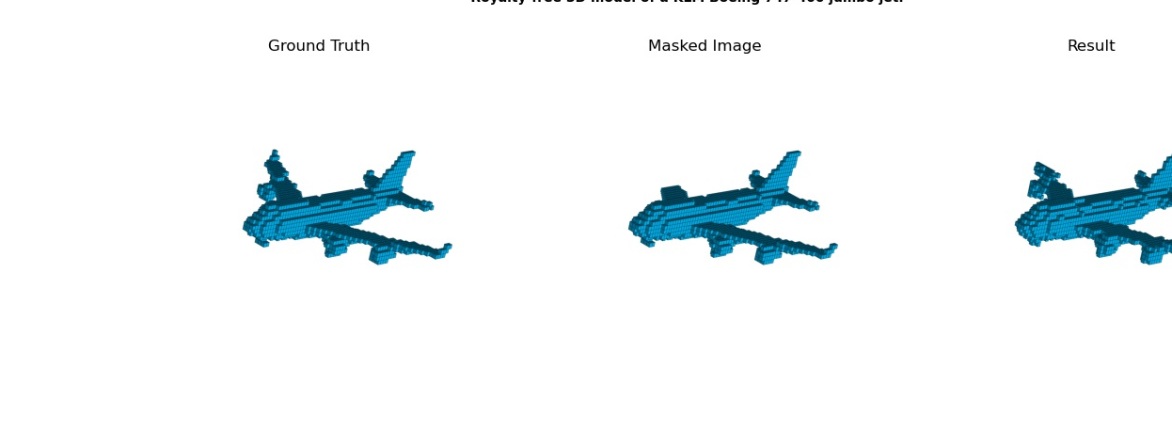 Royalty free 3D model of a KLM Boeing 747-400 jumbo jet.
Ground Truth
Masked Image
Result